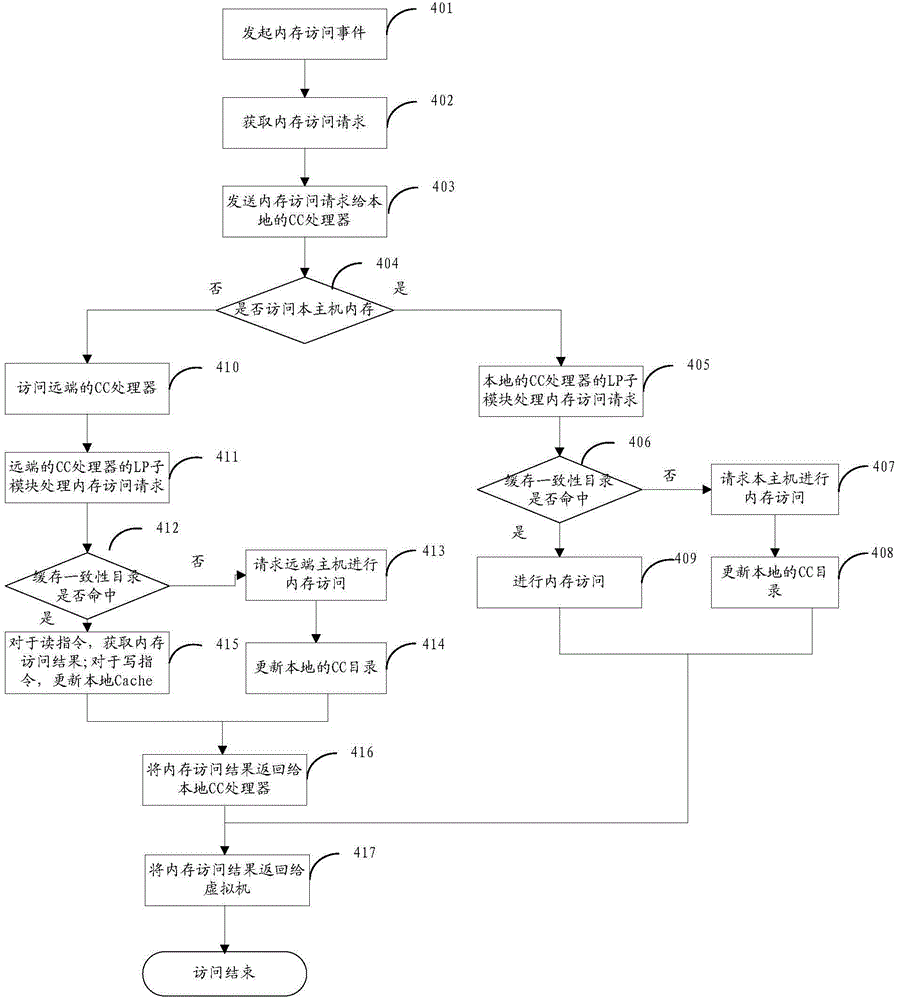 401
发起内存访问事件
402
获取内存访问请求
403
发送内存访问请求给本
地的CC处理器
404
否
是
是否访问本主机内存
410
访问远端的CC处理器
405
本地的CC处理器的LP子
模块处理内存访问请求
411
远端的CC处理器的LP子
模块处理内存访问请求
406
缓存一致性目录
是否命中
否
是
407
请求本主机进行
内存访问
412
缓存一致性目录
是否命中
否
是
413
请求远端主机进行
内存访问
409
进行内存访问
408
更新本地的CC目
录
415
对于读指令，获取内存
访问结果;对于写指
令，更新本地Cache
414
更新本地的CC目录
416
将内存访问结果返回给
本地CC处理器
417
将内存访问结果返回给
虚拟机
访问结束